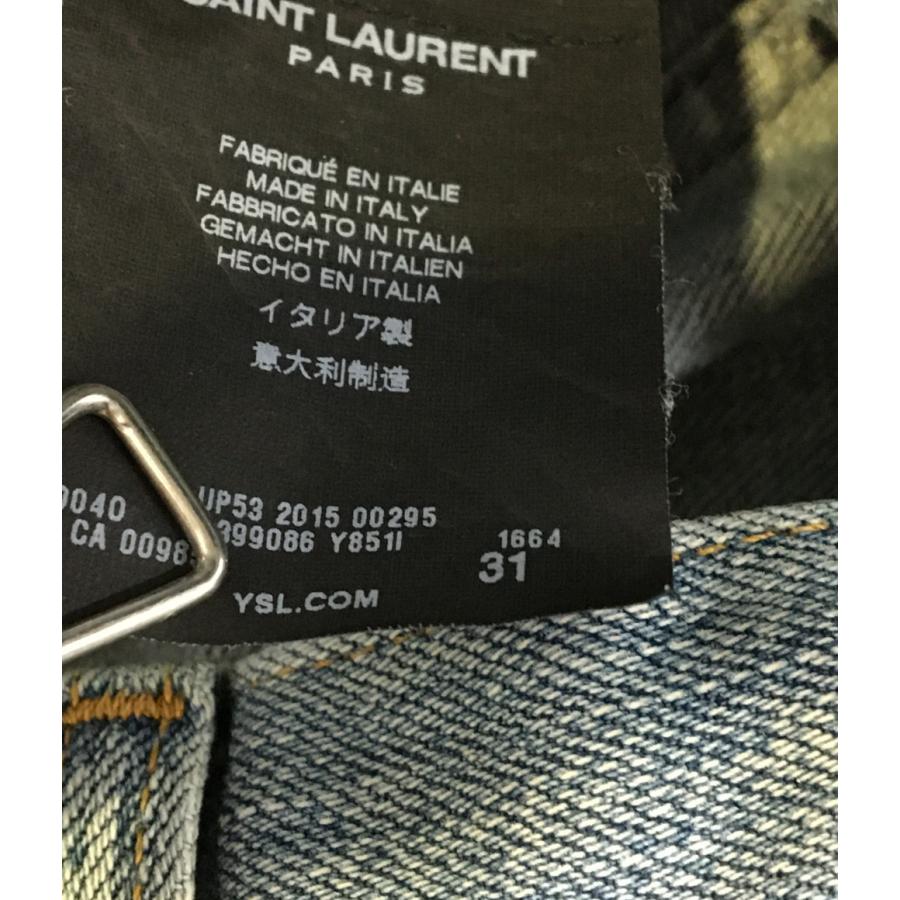 SAINT LAURENT
PARIS
FABRIQUÉ EN ITALIE
MADE IN ITALY
FABBRICATO IN ITALIA
GEMACHT IN ITALIEN
HECHO EN ITALIA
イタリア製
意大利制造
0040 UP53 2015 00295
CA 0098 399086 Y851I 1664
31
YSL.COM